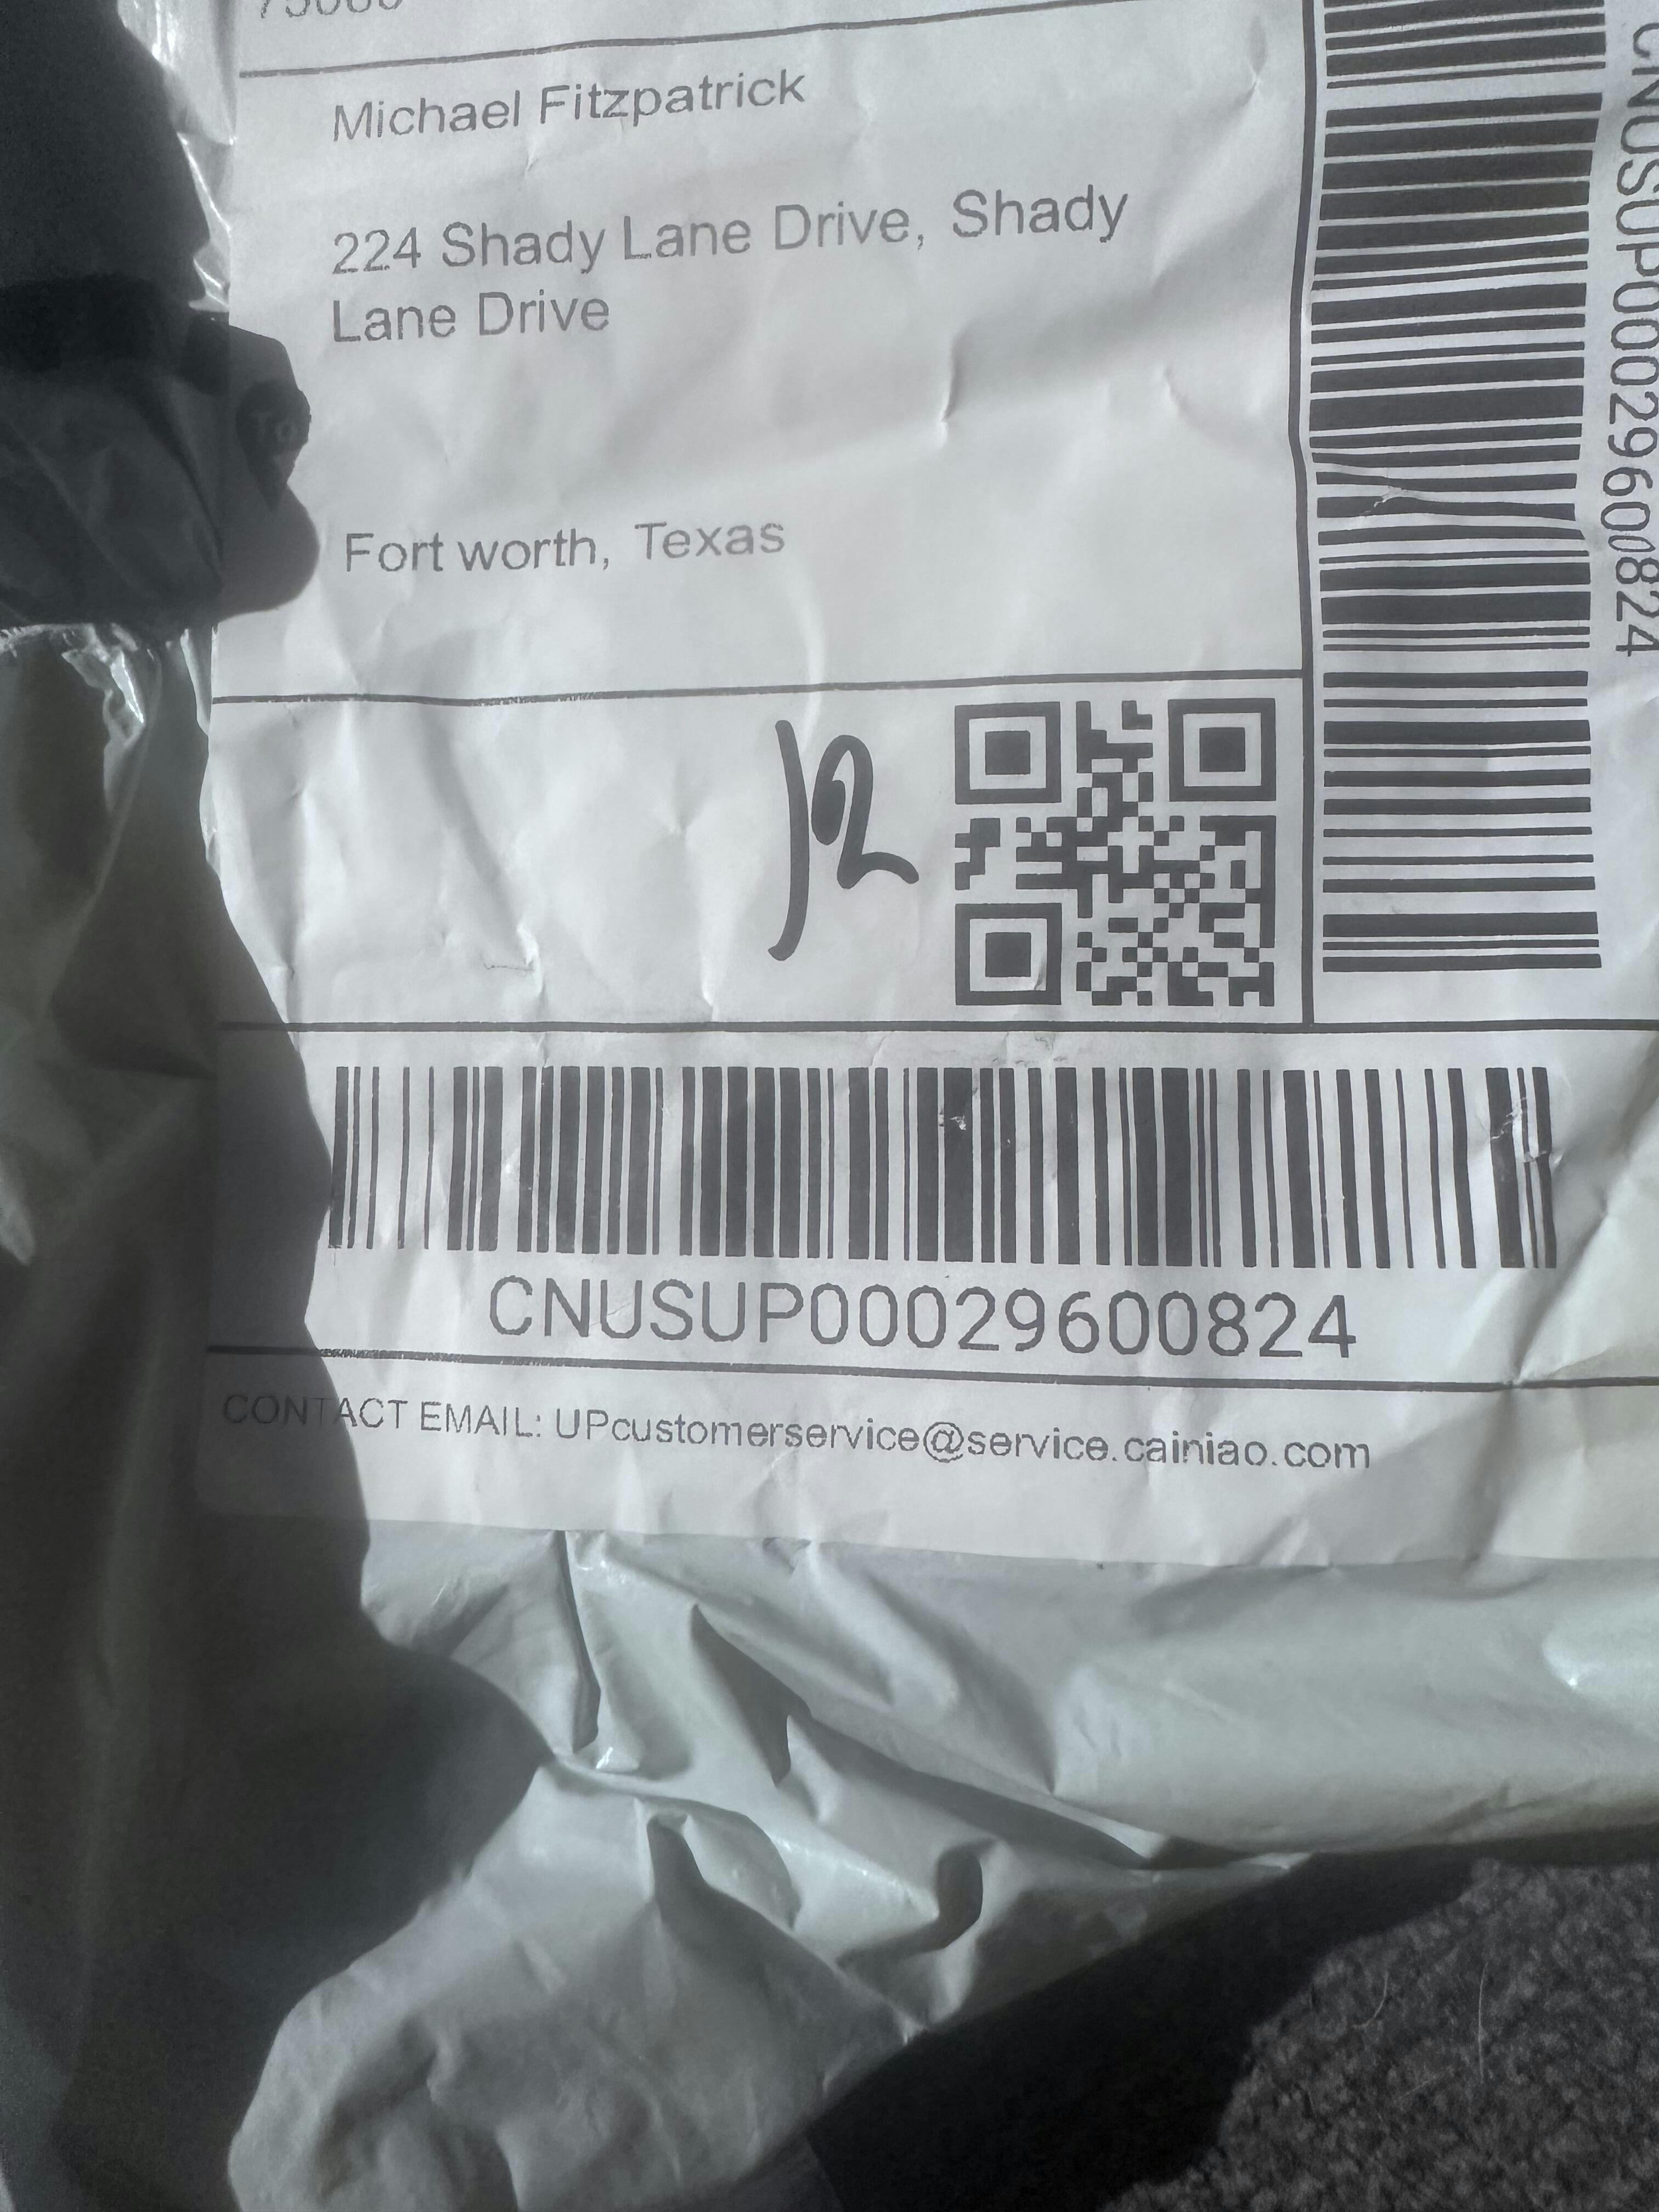 Michael Fitzpatrick
224 Shady Lane Drive, Shady
Lane Drive
Fort worth, Texas
12
CNUSUP00029600824
CNUSUP00029600824
CONTACT EMAIL: UPcustomerservice@service.cainiao.com